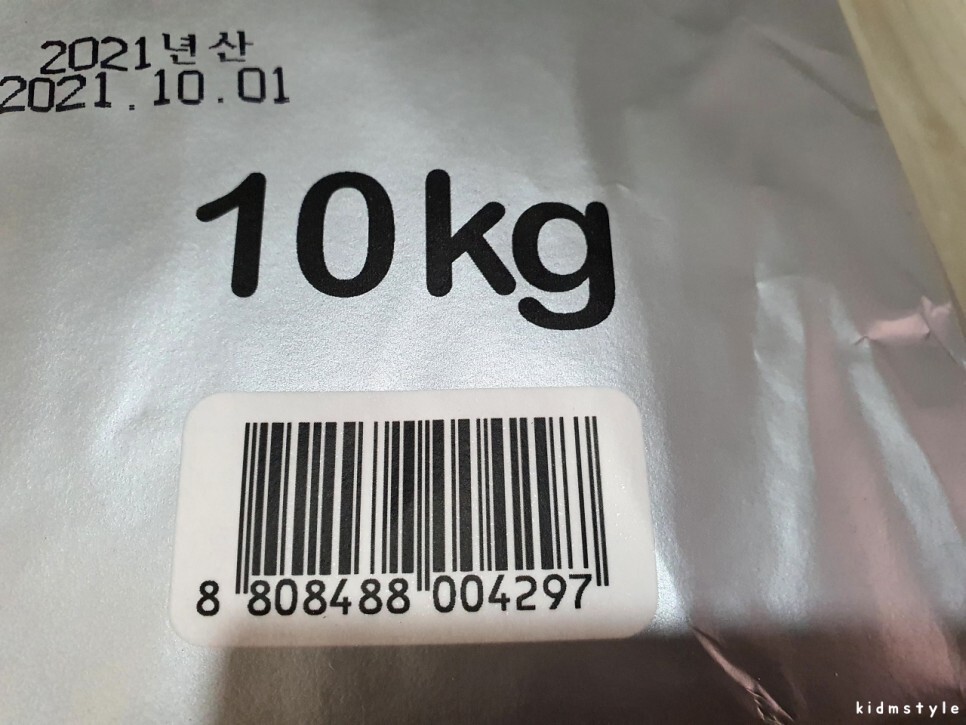 2021년산
2021.10.01
10kg
8 808488 004297
kidmstyle